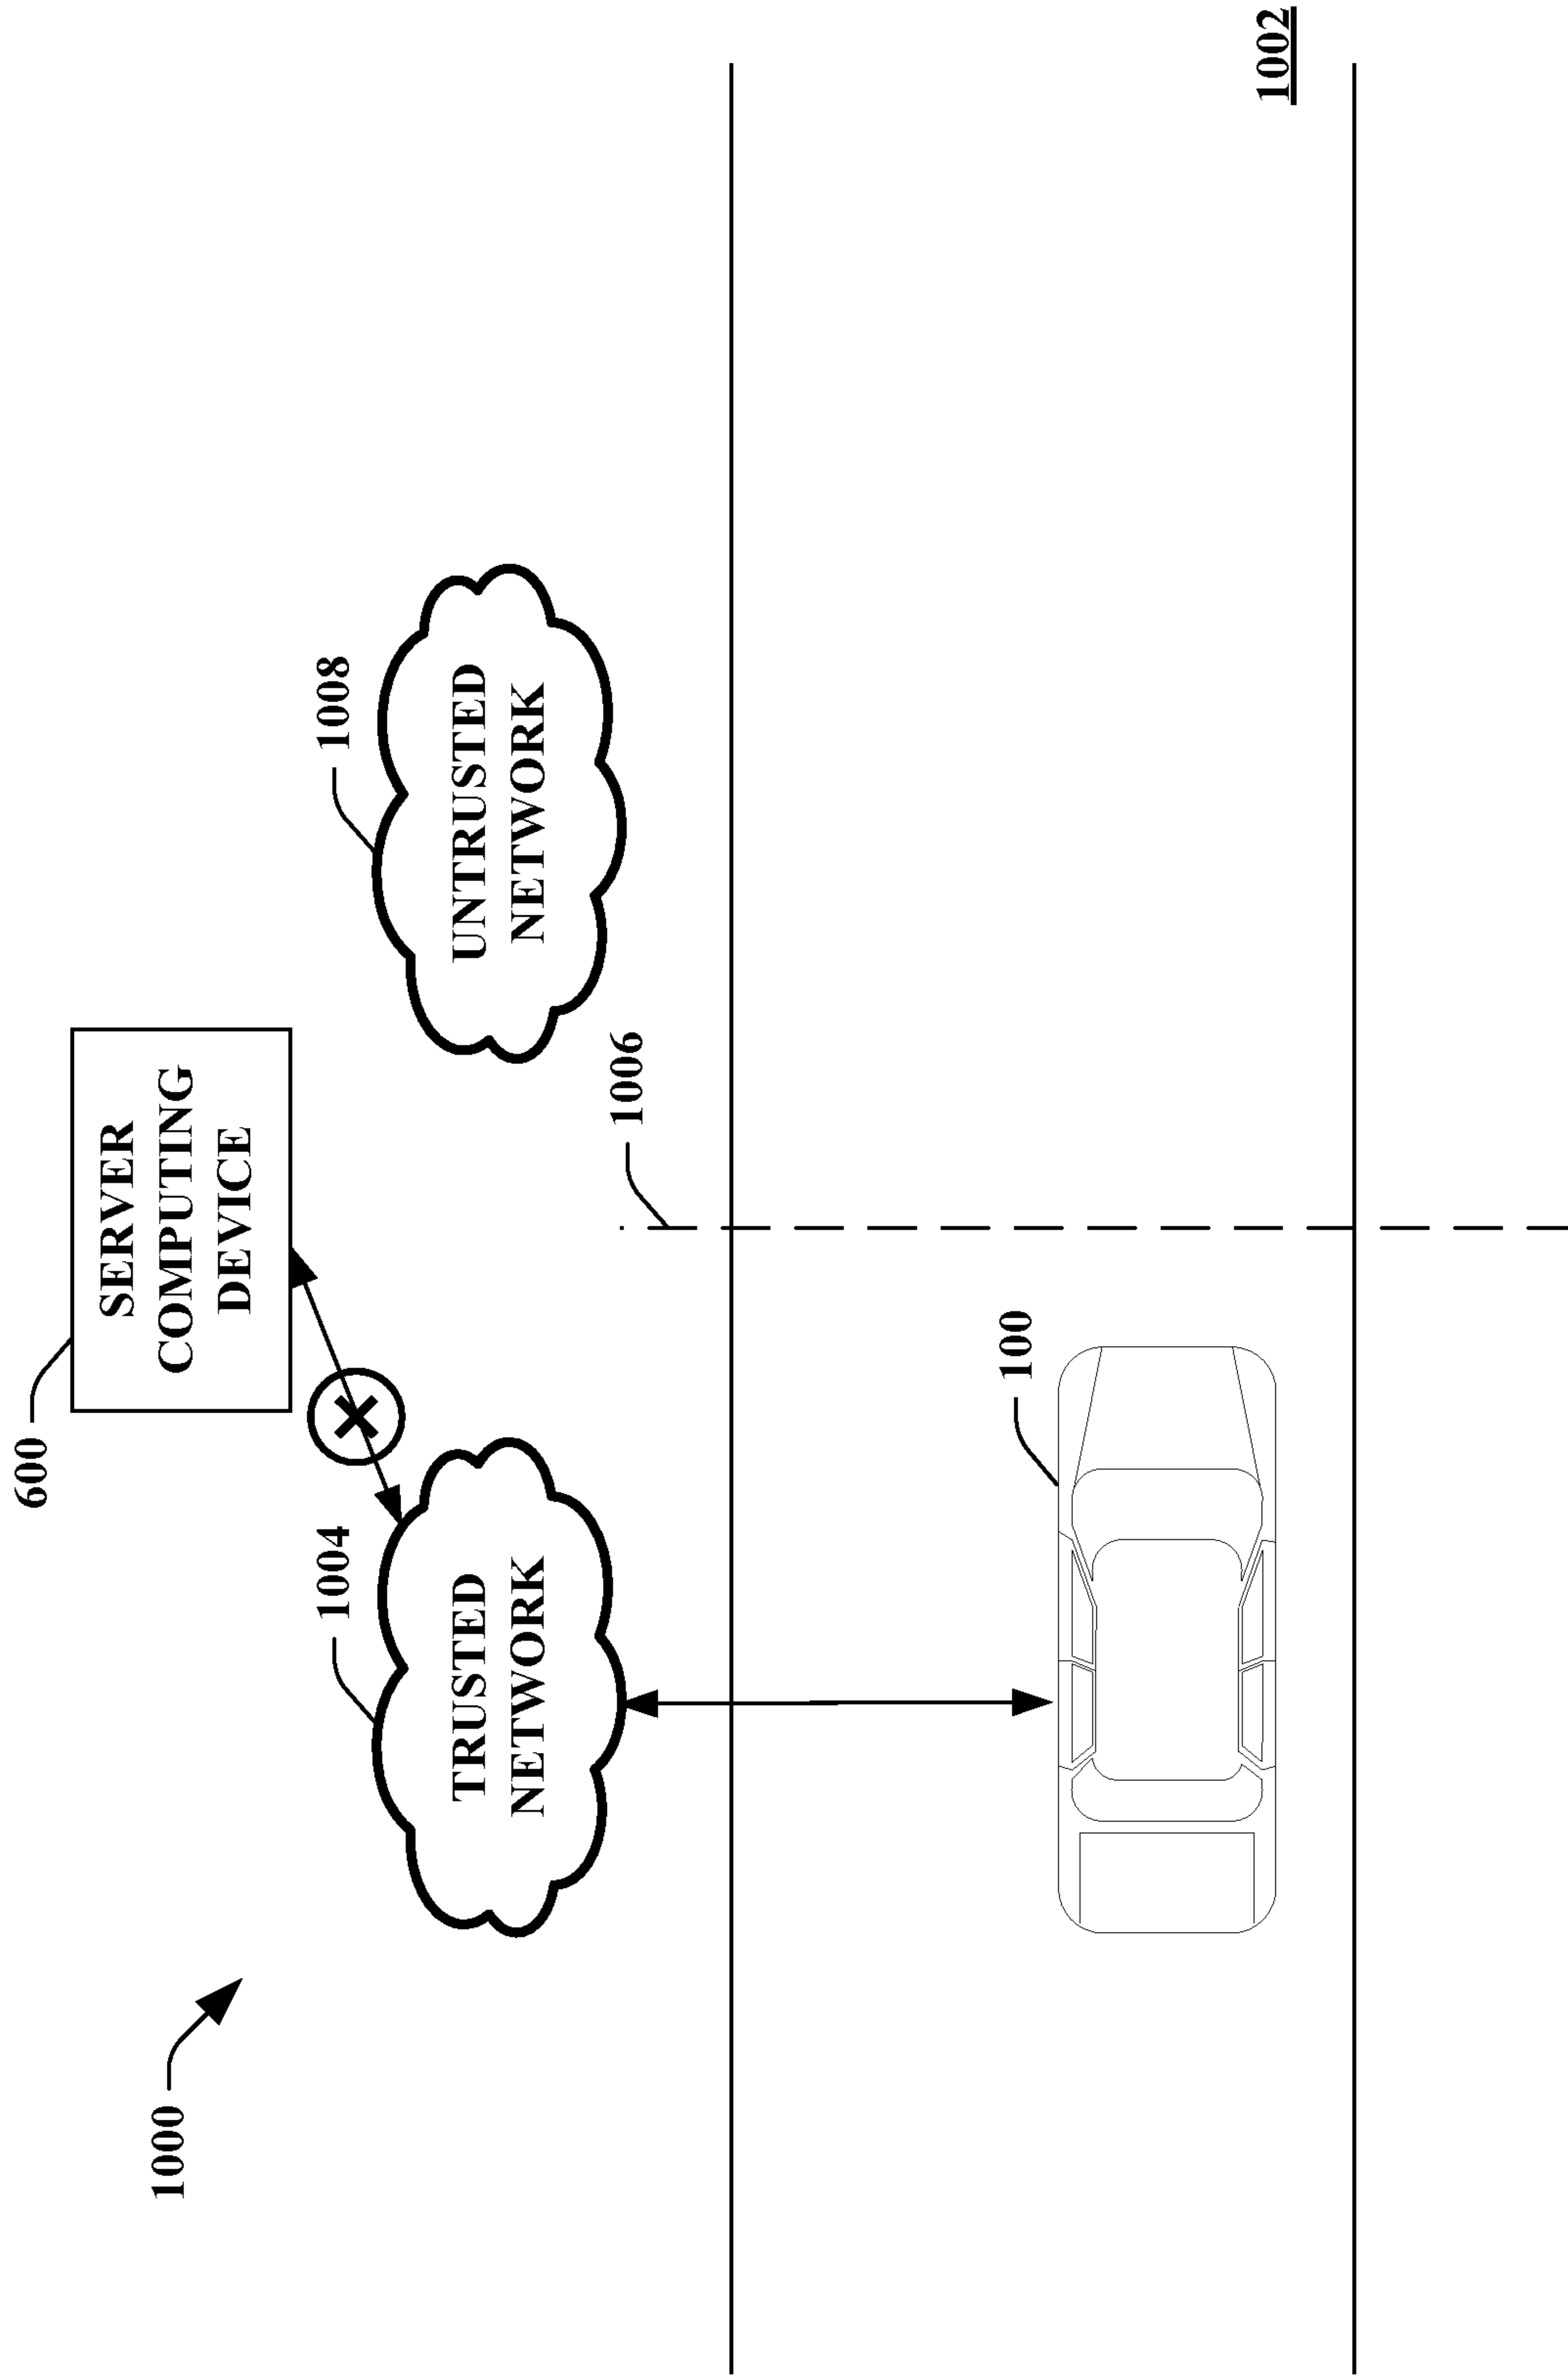 1000
600
SERVER
COMPUTING
DEVICE
1004
TRUSTED
NETWORK
1008
UNTRUSTED
NETWORK
1006
100
1002